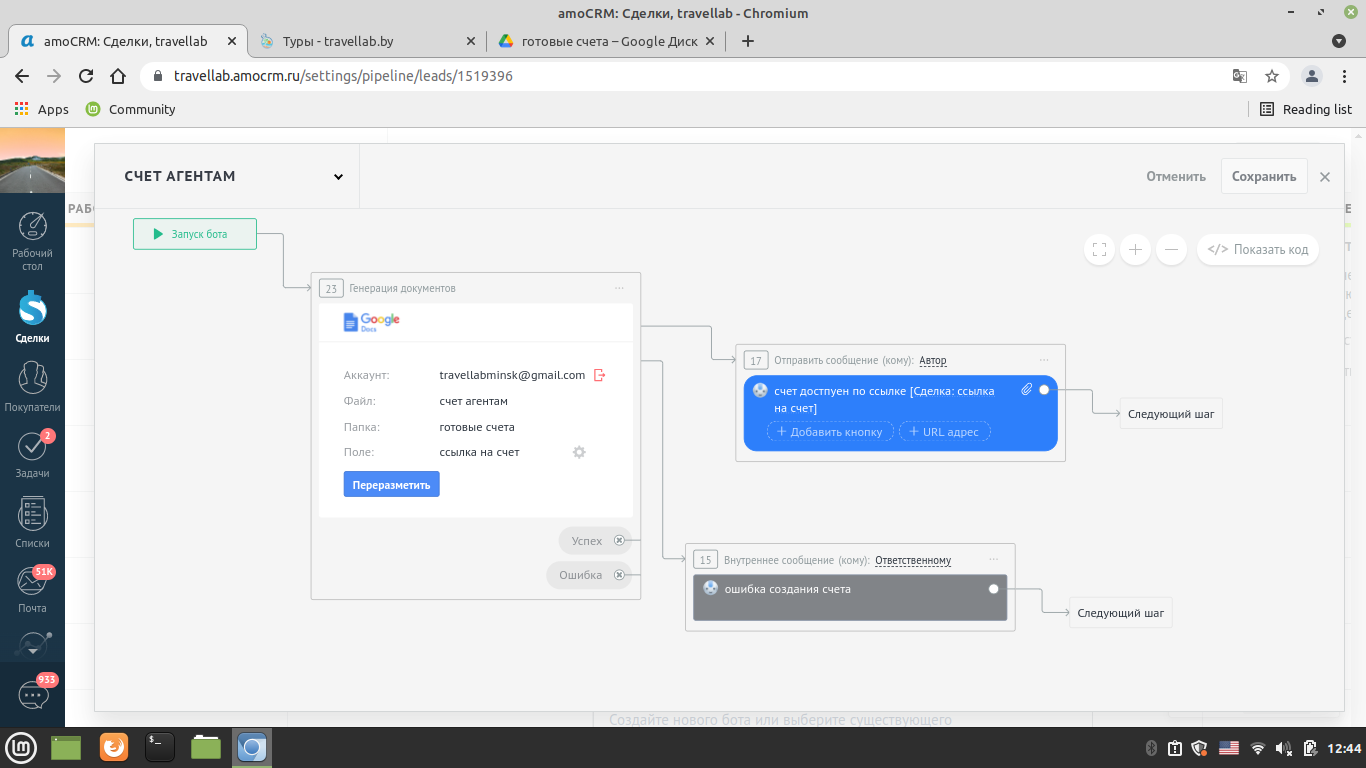 amoCRM: Сделки, travellab - Chromium
amoCRM: Сделки, travellab
Туры - travellab.by
готовые счета – Google Диск
travellab.amocrm.ru/settings/pipeline/leads/1519396
Apps
Community
Reading list
СЧЕТ АГЕНТАМ
Отменить
Сохранить
РАБО
Запуск бота
Показать код
Рабочий
стол
Сделки
Покупатели
2
Задачи
Списки
51K
Почта
933
23 Генерация документов
Google
Docs
Аккаунт: travellabminsk@gmail.com
Файл: счет агентам
Папка: готовые счета
Поле: ссылка на счет
Переразметить
Успех
Ошибка
17 Отправить сообщение (кому): Автор
счет достпуен по ссылке [Сделка: ссылка
на счет]
+ Добавить кнопку + URL адрес
Следующий шаг
15 Внутреннее сообщение (кому): Ответственному
ошибка создания счета
Следующий шаг
Создайте нового бота или выберите существующего
12:44